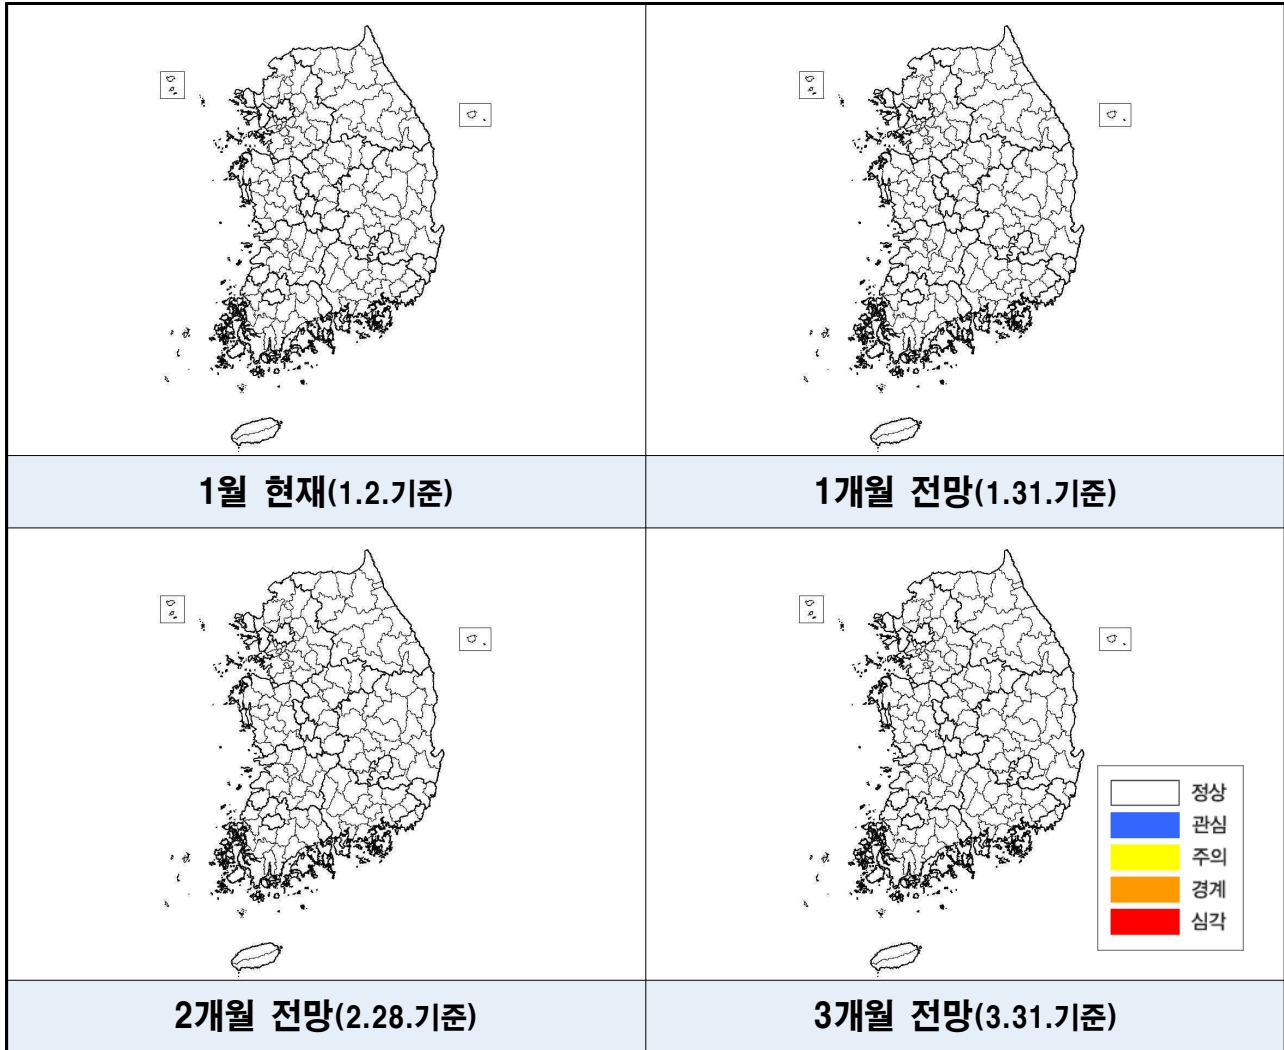 1월 현재(1.2.기준)
1개월 전망(1.31.기준)
정상
관심
주의
경계
심각
2개월 전망(2.28.기준)
3개월 전망(3.31.기준)